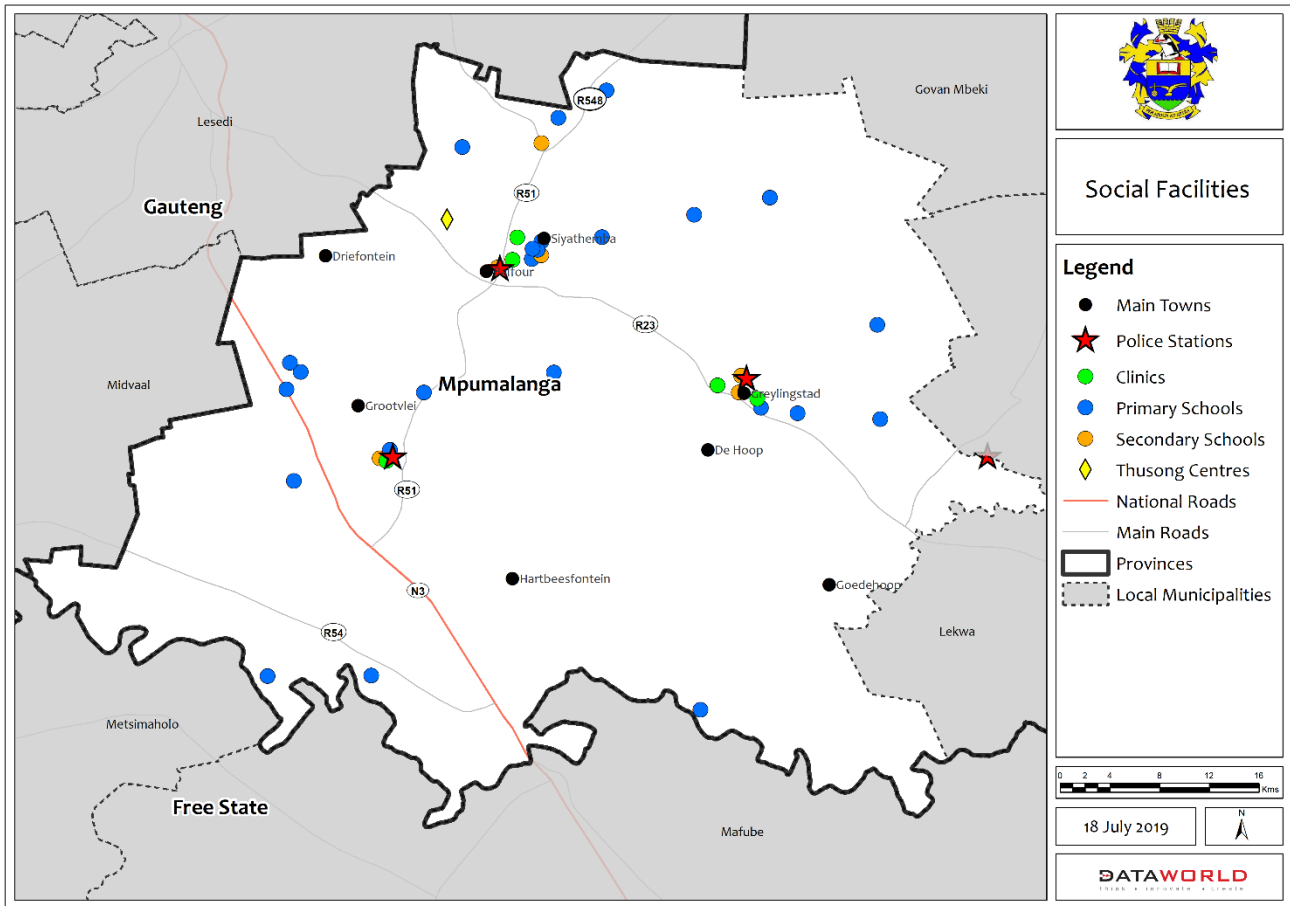 R548
Govan Mbeki
Lesedi
R51
Gauteng
Siyathemba
Driefontein
R23
Midvaal
Mpumalanga
Grootvlei
Greylingstad
De Hoop
R51
Hartbeesfontein
Goedehoop
N3
R54
Lekwa
Metsimaholo
Free State
Mafube
Social Facilities
Legend
Main Towns
Police Stations
Clinics
Primary Schools
Secondary Schools
Thusong Centres
National Roads
Main Roads
Provinces
Local Municipalities
0 2 4 8 12 16
Kms
18 July 2019
N
DATAWORLD
think • innovate • create